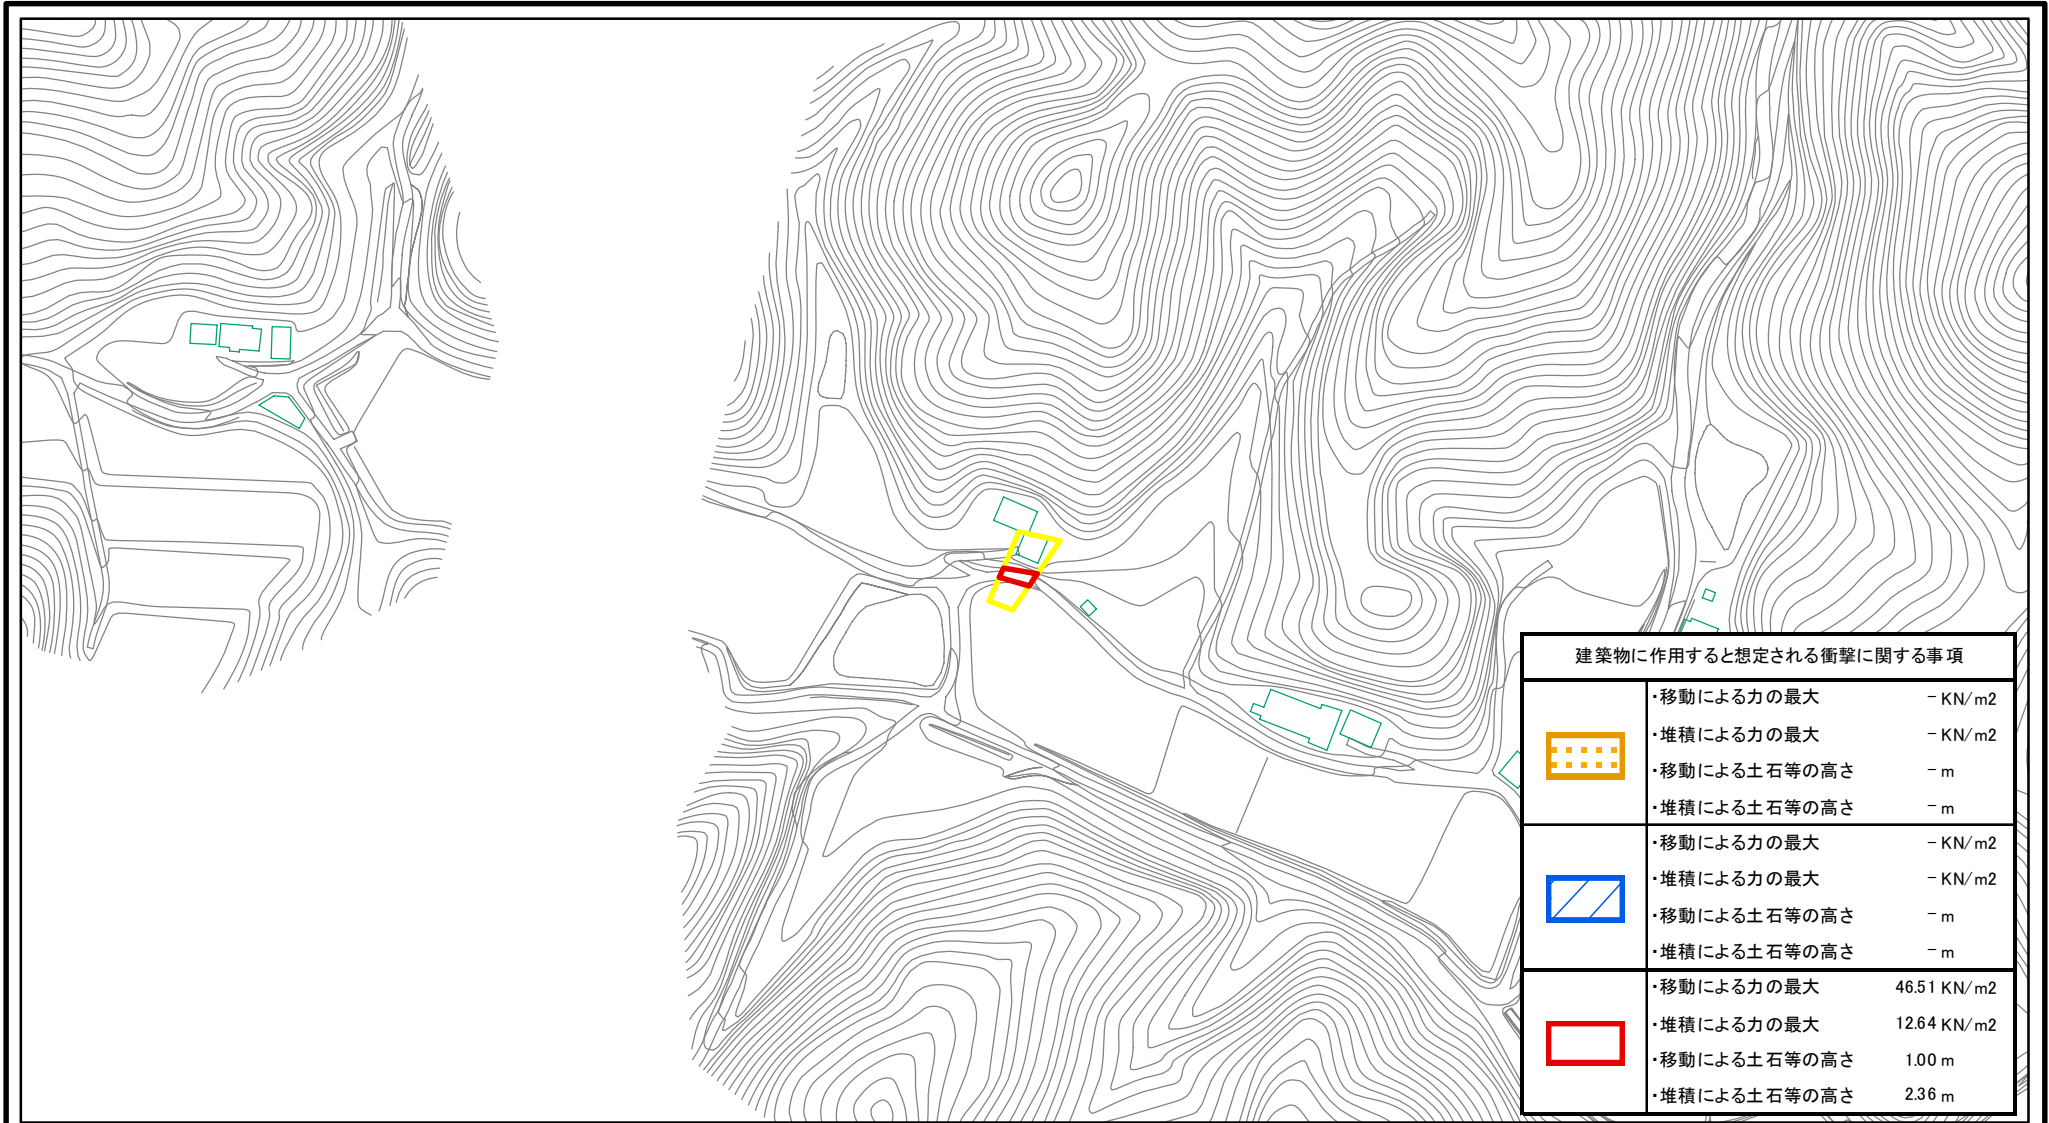 建築物に作用すると想定される衝撃に関する事項
・移動による力の最大 － KN/m2
・堆積による力の最大 － KN/m2
・移動による土石等の高さ － m
・堆積による土石等の高さ － m
・移動による力の最大 － KN/m2
・堆積による力の最大 － KN/m2
・移動による土石等の高さ － m
・堆積による土石等の高さ － m
・移動による力の最大 46.51 KN/m2
・堆積による力の最大 12.64 KN/m2
・移動による土石等の高さ 1.00 m
・堆積による土石等の高さ 2.36 m